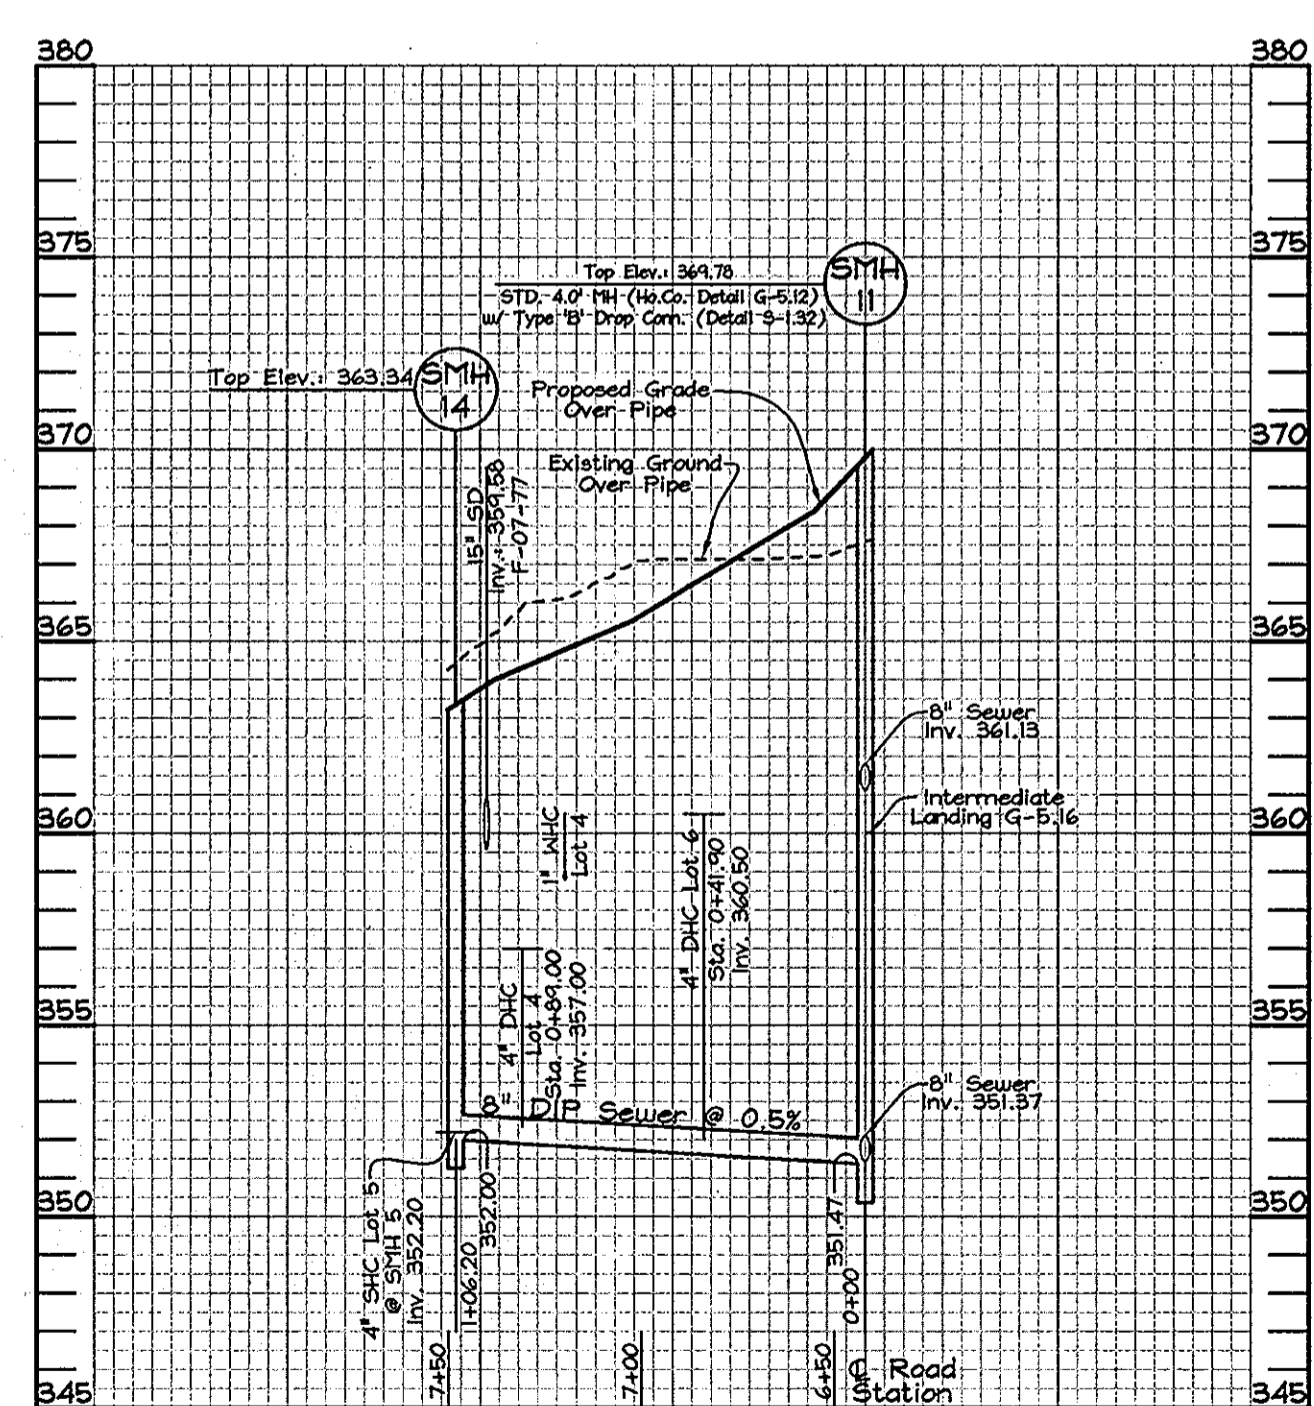 380
380
375
375
Top Elev.: 369.78
STD. 4.0' MH (Ho.Co. Detail G-5.12)
w/ Type 'B' Drop Conn. (Detail S-1.32)
SMH
11
Top Elev.: 363.34
SMH
14
Proposed Grade
Over Pipe
370
370
Existing Ground
Over Pipe
15" SD
Inv.: 359.58
F-07-77
365
365
8" Sewer
Inv. 361.13
Intermediate
Landing G-5.16
360
360
1" WHC
Lot 4
4" DHC Lot 6
Sta. 0+41.90
Inv. 360.50
4" DHC
Lot 4
Sta. 0+89.00
Inv. 357.00
355
355
8" Sewer
Inv. 351.37
8" DIP Sewer @ 0.5%
350
350
4" SHC Lot 5
@ SMH 5
Inv. 352.20
1+06.20
352.00
351.47
0+00
7+50
7+00
6+50
℄ Road
Station
345
345